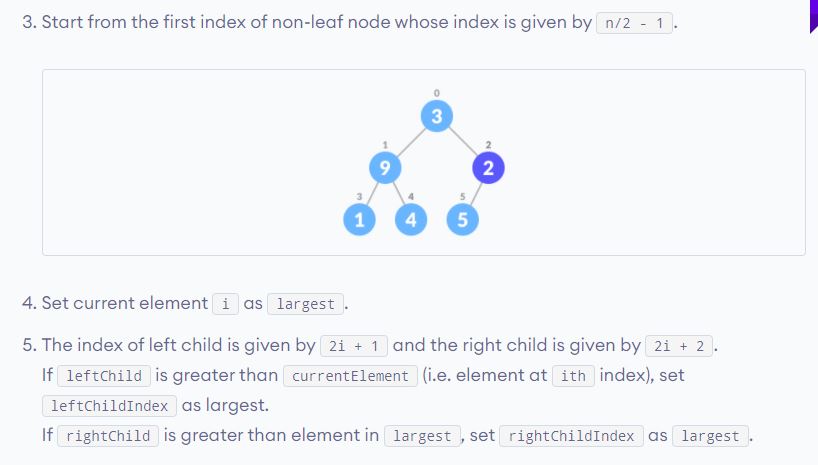 3. Start from the first index of non-leaf node whose index is given by n/2 - 1 .
0
3
1
2
9
2
3
4
5
1
4
5
4. Set current element i as largest .
5. The index of left child is given by 2i + 1 and the right child is given by 2i + 2 .
If leftChild is greater than currentElement (i.e. element at ith index), set
leftChildIndex as largest.
If rightChild is greater than element in largest , set rightChildIndex as largest .